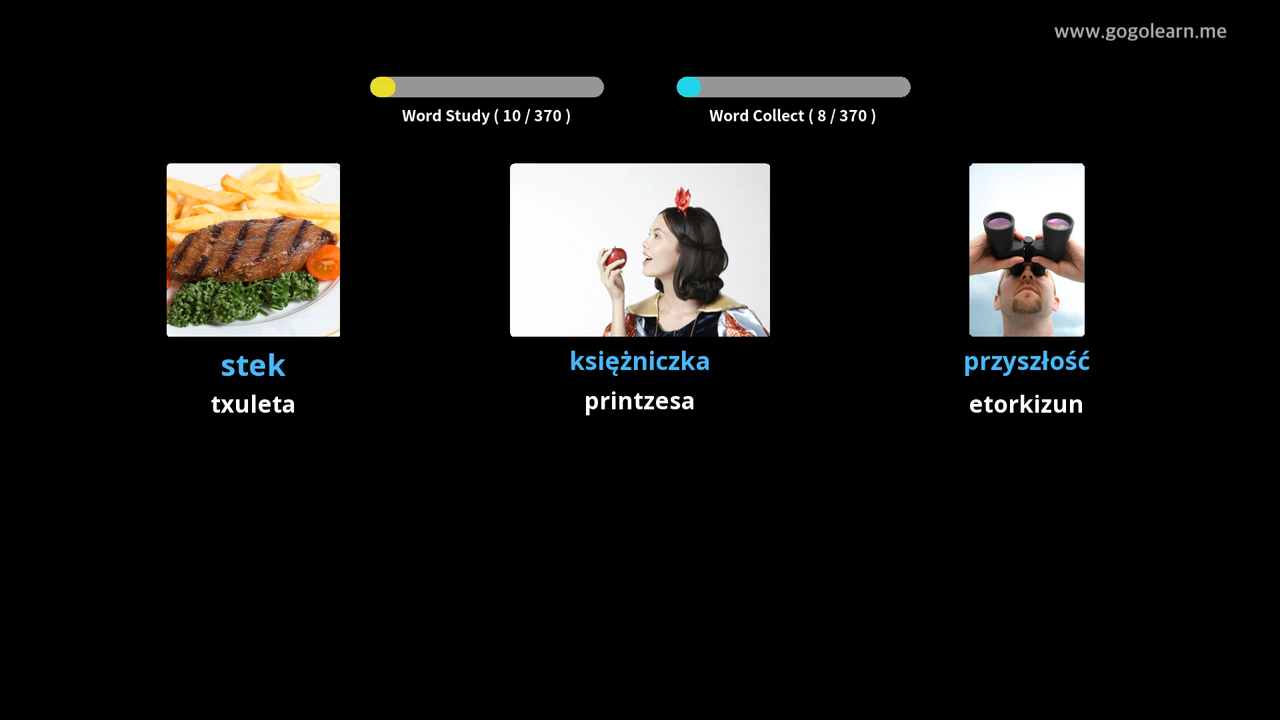 www.gogolearn.me
Word Study ( 10 / 370 )
Word Collect ( 8 / 370 )
stek
txuleta
księżniczka
printzesa
przyszłość
etorkizun